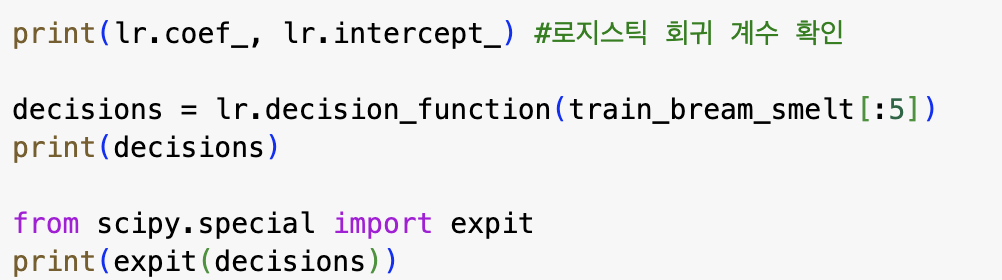 print(lr.coef_, lr.intercept_) #로지스틱 회귀 계수 확인
decisions = lr.decision_function(train_bream_smelt[:5])
print(decisions)
from scipy.special import expit
print(expit(decisions))